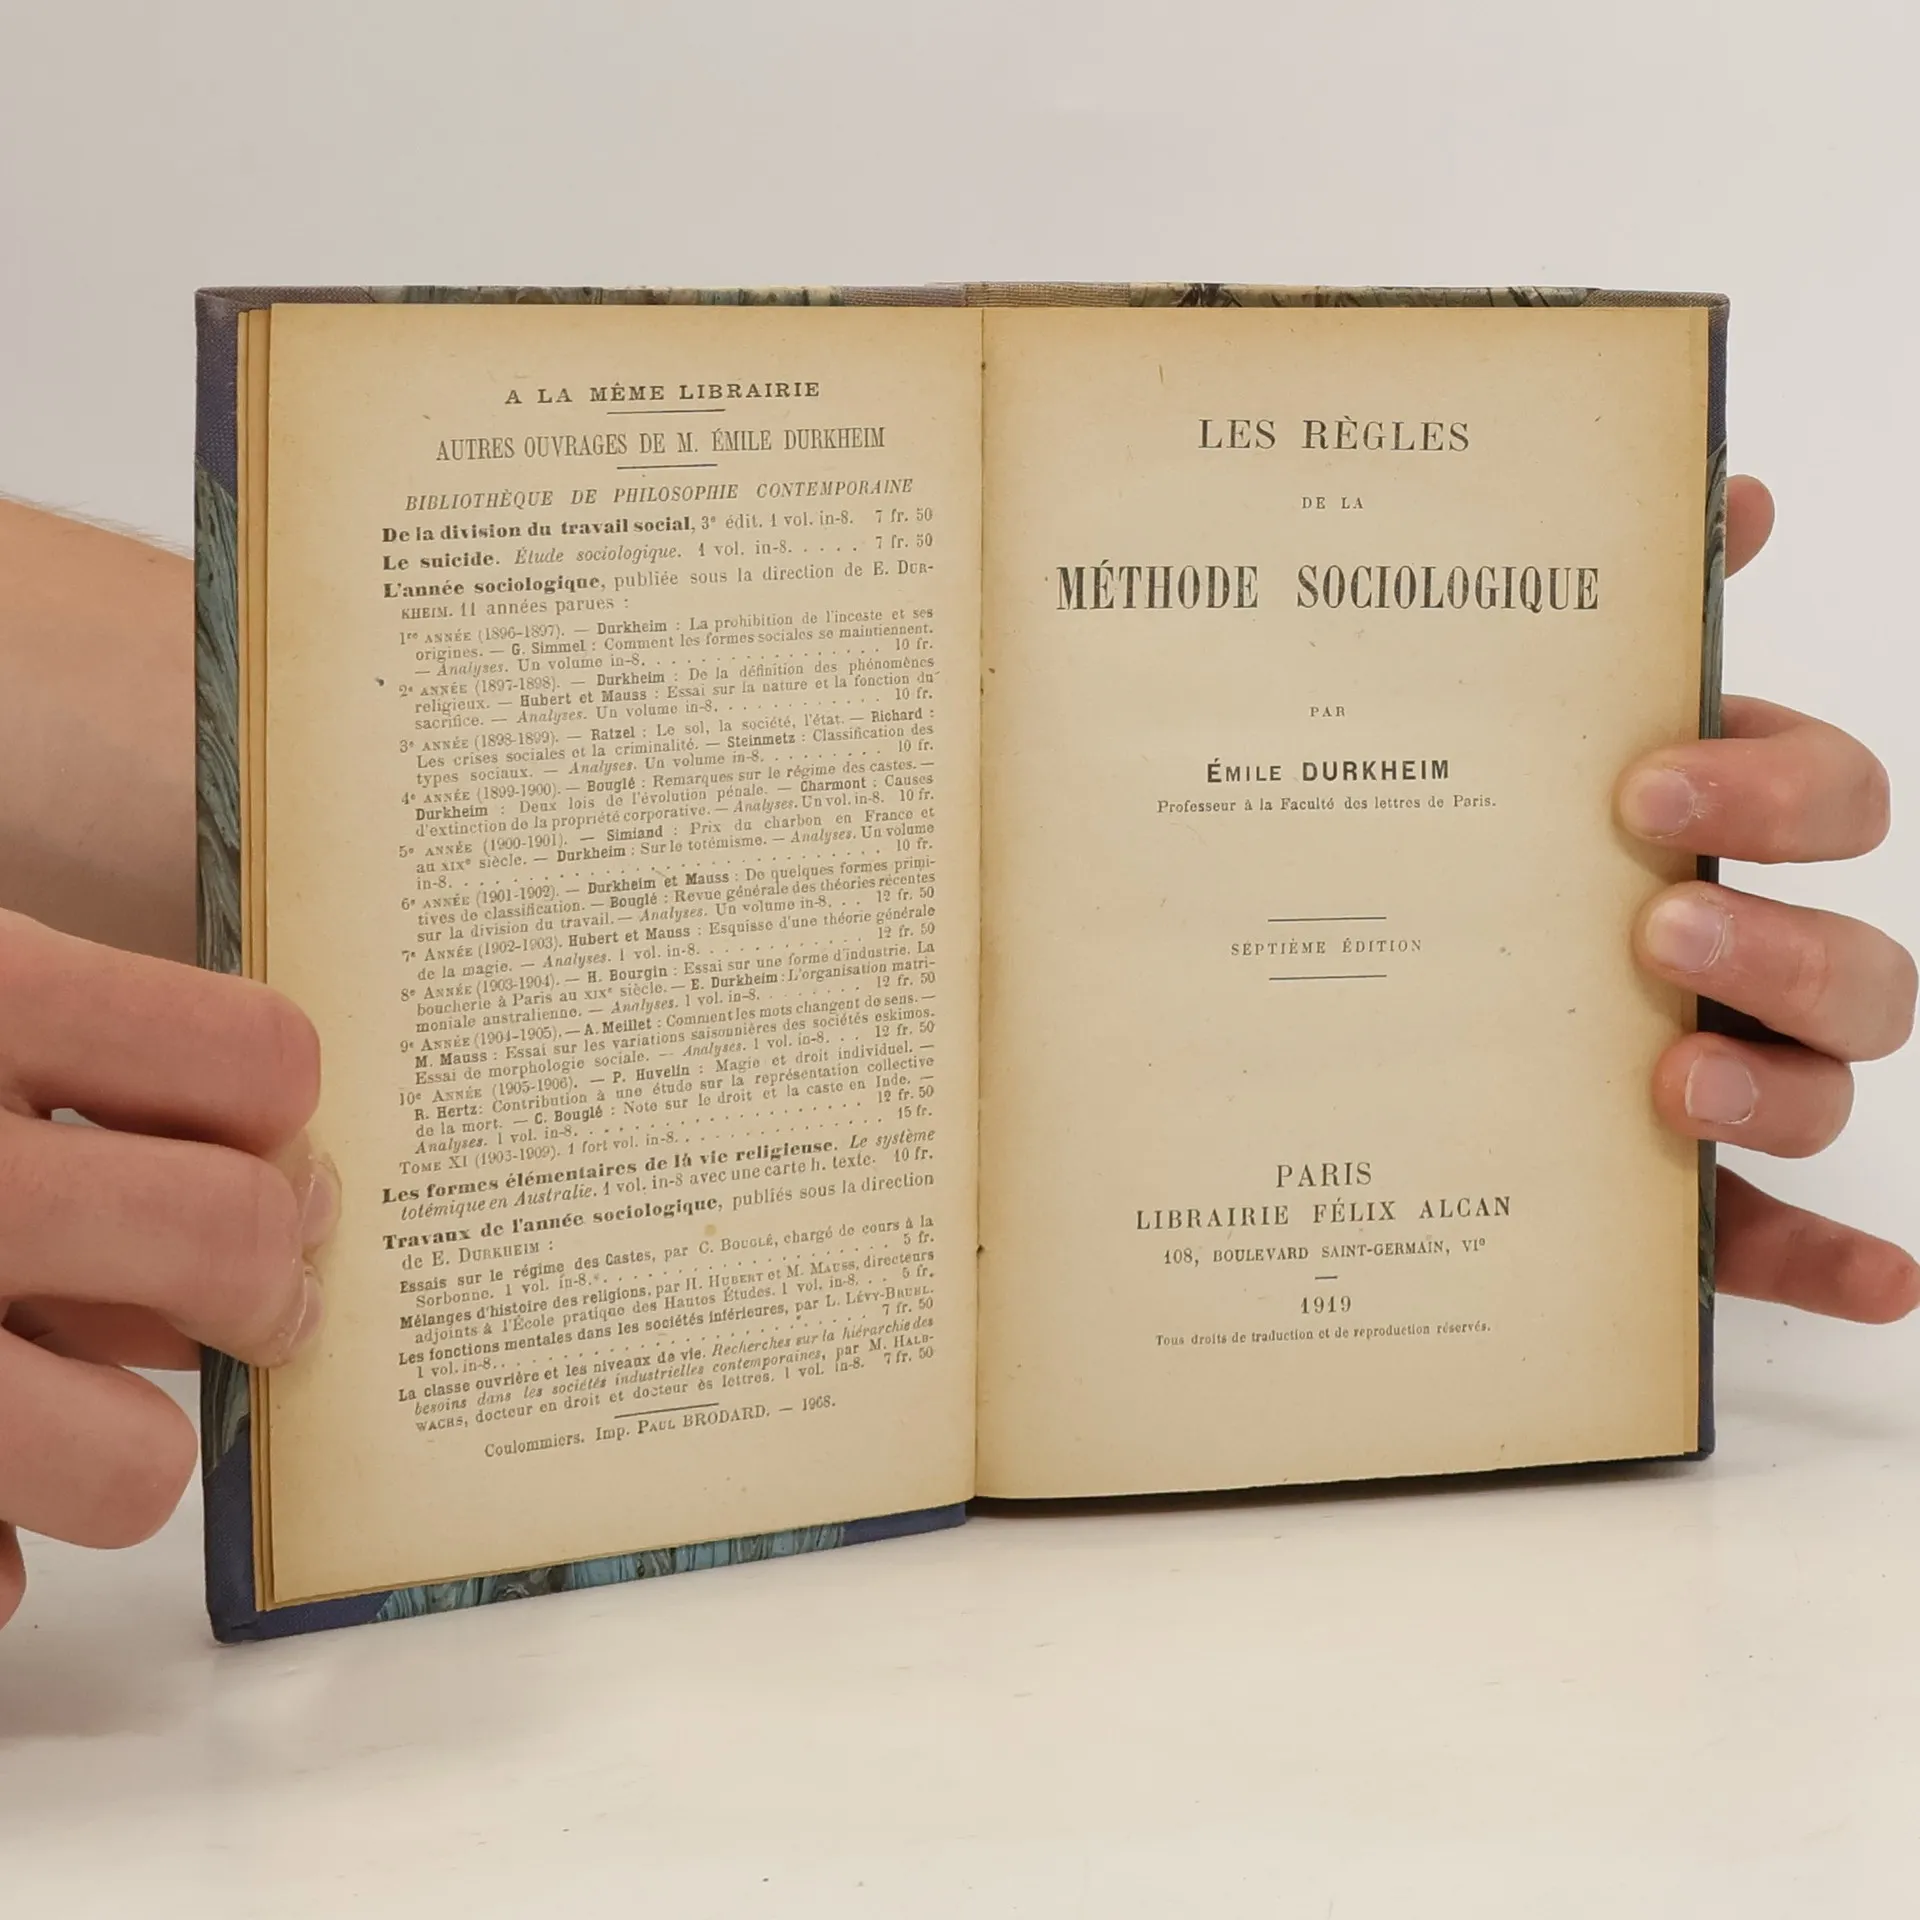 A LA MÊME LIBRAIRIE
AUTRES OUVRAGES DE M. ÉMILE DURKHEIM
BIBLIOTHÈQUE DE PHILOSOPHIE CONTEMPORAINE
De la division du travail social, 3e édit. 1 vol. in-8. 7 fr. 50
Le suicide. Étude sociologique. 1 vol. in-8. . . . . 7 fr. 50
L'année sociologique, publiée sous la direction de E. DUR-
KHEIM. 11 années parues :
1re ANNÉE (1896-1897). — Durkheim : La prohibition de l'inceste et ses
origines. — G. Simmel : Comment les formes sociales se maintiennent.
— Analyses. Un volume in-8. . . . . . . . . . . . . . . . 10 fr.
2e ANNÉE (1897-1898). — Durkheim : De la définition des phénomènes
religieux. — Hubert et Mauss : Essai sur la nature et la fonction du
sacrifice. — Analyses. Un volume in-8. . . . . . . . . . . 10 fr.
3e ANNÉE (1898-1899). — Ratzel : Le sol, la société, l'état. — Richard :
Les crises sociales et la criminalité. — Steinmetz : Classification des
types sociaux. — Analyses. Un volume in-8. . . . . . . . 10 fr.
4e ANNÉE (1899-1900). — Bouglé : Remarques sur le régime des castes. —
Durkheim : Deux lois de l'évolution pénale. — Charmont : Causes
d'extinction de la propriété corporative. — Analyses. Un vol. in-8. 10 fr.
5e ANNÉE (1900-1901). — Simiand : Prix du charbon en France et
au XIXe siècle. — Durkheim : Sur le totémisme. — Analyses. Un volume
in-8. . . . . . . . . . . . . . . . . . . . . . . . . . 10 fr.
6e ANNÉE (1901-1902). — Durkheim et Mauss : De quelques formes primi-
tives de classification. — Bouglé : Revue générale des théories récentes
sur la division du travail. — Analyses. Un volume in-8. . . 12 fr. 50
7e ANNÉE (1902-1903). Hubert et Mauss : Esquisse d'une théorie générale
de la magie. — Analyses. 1 vol. in-8. . . . . . . . . . . 12 fr. 50
8e ANNÉE (1903-1904). — H. Bourgin : Essai sur une forme d'industrie. La
boucherie à Paris au XIXe siècle. — E. Durkheim : L'organisation matri-
moniale australienne. — Analyses. 1 vol. in-8. . . . . . . 12 fr. 50
9e ANNÉE (1904-1905). — A. Meillet : Comment les mots changent de sens. —
M. Mauss : Essai sur les variations saisonnières des sociétés eskimos.
Essai de morphologie sociale. — Analyses. 1 vol. in-8. . . 12 fr. 50
10e ANNÉE (1905-1906). — P. Huvelin : Magie et droit individuel. —
R. Hertz : Contribution à une étude sur la représentation collective
de la mort. — C. Bouglé : Note sur le droit et la caste en Inde. —
Analyses. 1 vol. in-8. . . . . . . . . . . . . . . . . . 12 fr. 50
TOME XI (1903-1909). 1 fort vol. in-8. . . . . . . . . . . . 15 fr.
Les formes élémentaires de la vie religieuse. Le système
totémique en Australie. 1 vol. in-8 avec une carte h. texte. 10 fr.
Travaux de l'année sociologique, publiés sous la direction
de E. DURKHEIM :
Essais sur le régime des Castes, par C. BOUGLÉ, chargé de cours à la
Sorbonne. 1 vol. in-8. . . . . . . . . . . . . . . . . . 5 fr.
Mélanges d'histoire des religions, par H. HUBERT et M. MAUSS, directeurs
adjoints à l'École pratique des Hautes Études. 1 vol. in-8. . . 5 fr.
Les fonctions mentales dans les sociétés inférieures, par L. LÉVY-BRUHL.
1 vol. in-8. . . . . . . . . . . . . . . . . . . . . . 7 fr. 50
La classe ouvrière et les niveaux de vie. Recherches sur la hiérarchie des
besoins dans les sociétés industrielles contemporaines, par M. HALB-
WACHS, docteur en droit et docteur ès lettres. 1 vol. in-8. 7 fr. 50
Coulommiers. Imp. PAUL BRODARD. — 1968.
LES RÈGLES
DE LA
MÉTHODE SOCIOLOGIQUE
PAR
ÉMILE DURKHEIM
Professeur à la Faculté des lettres de Paris.
SEPTIÈME ÉDITION
PARIS
LIBRAIRIE FÉLIX ALCAN
108, BOULEVARD SAINT-GERMAIN, VIe
1919
Tous droits de traduction et de reproduction réservés.